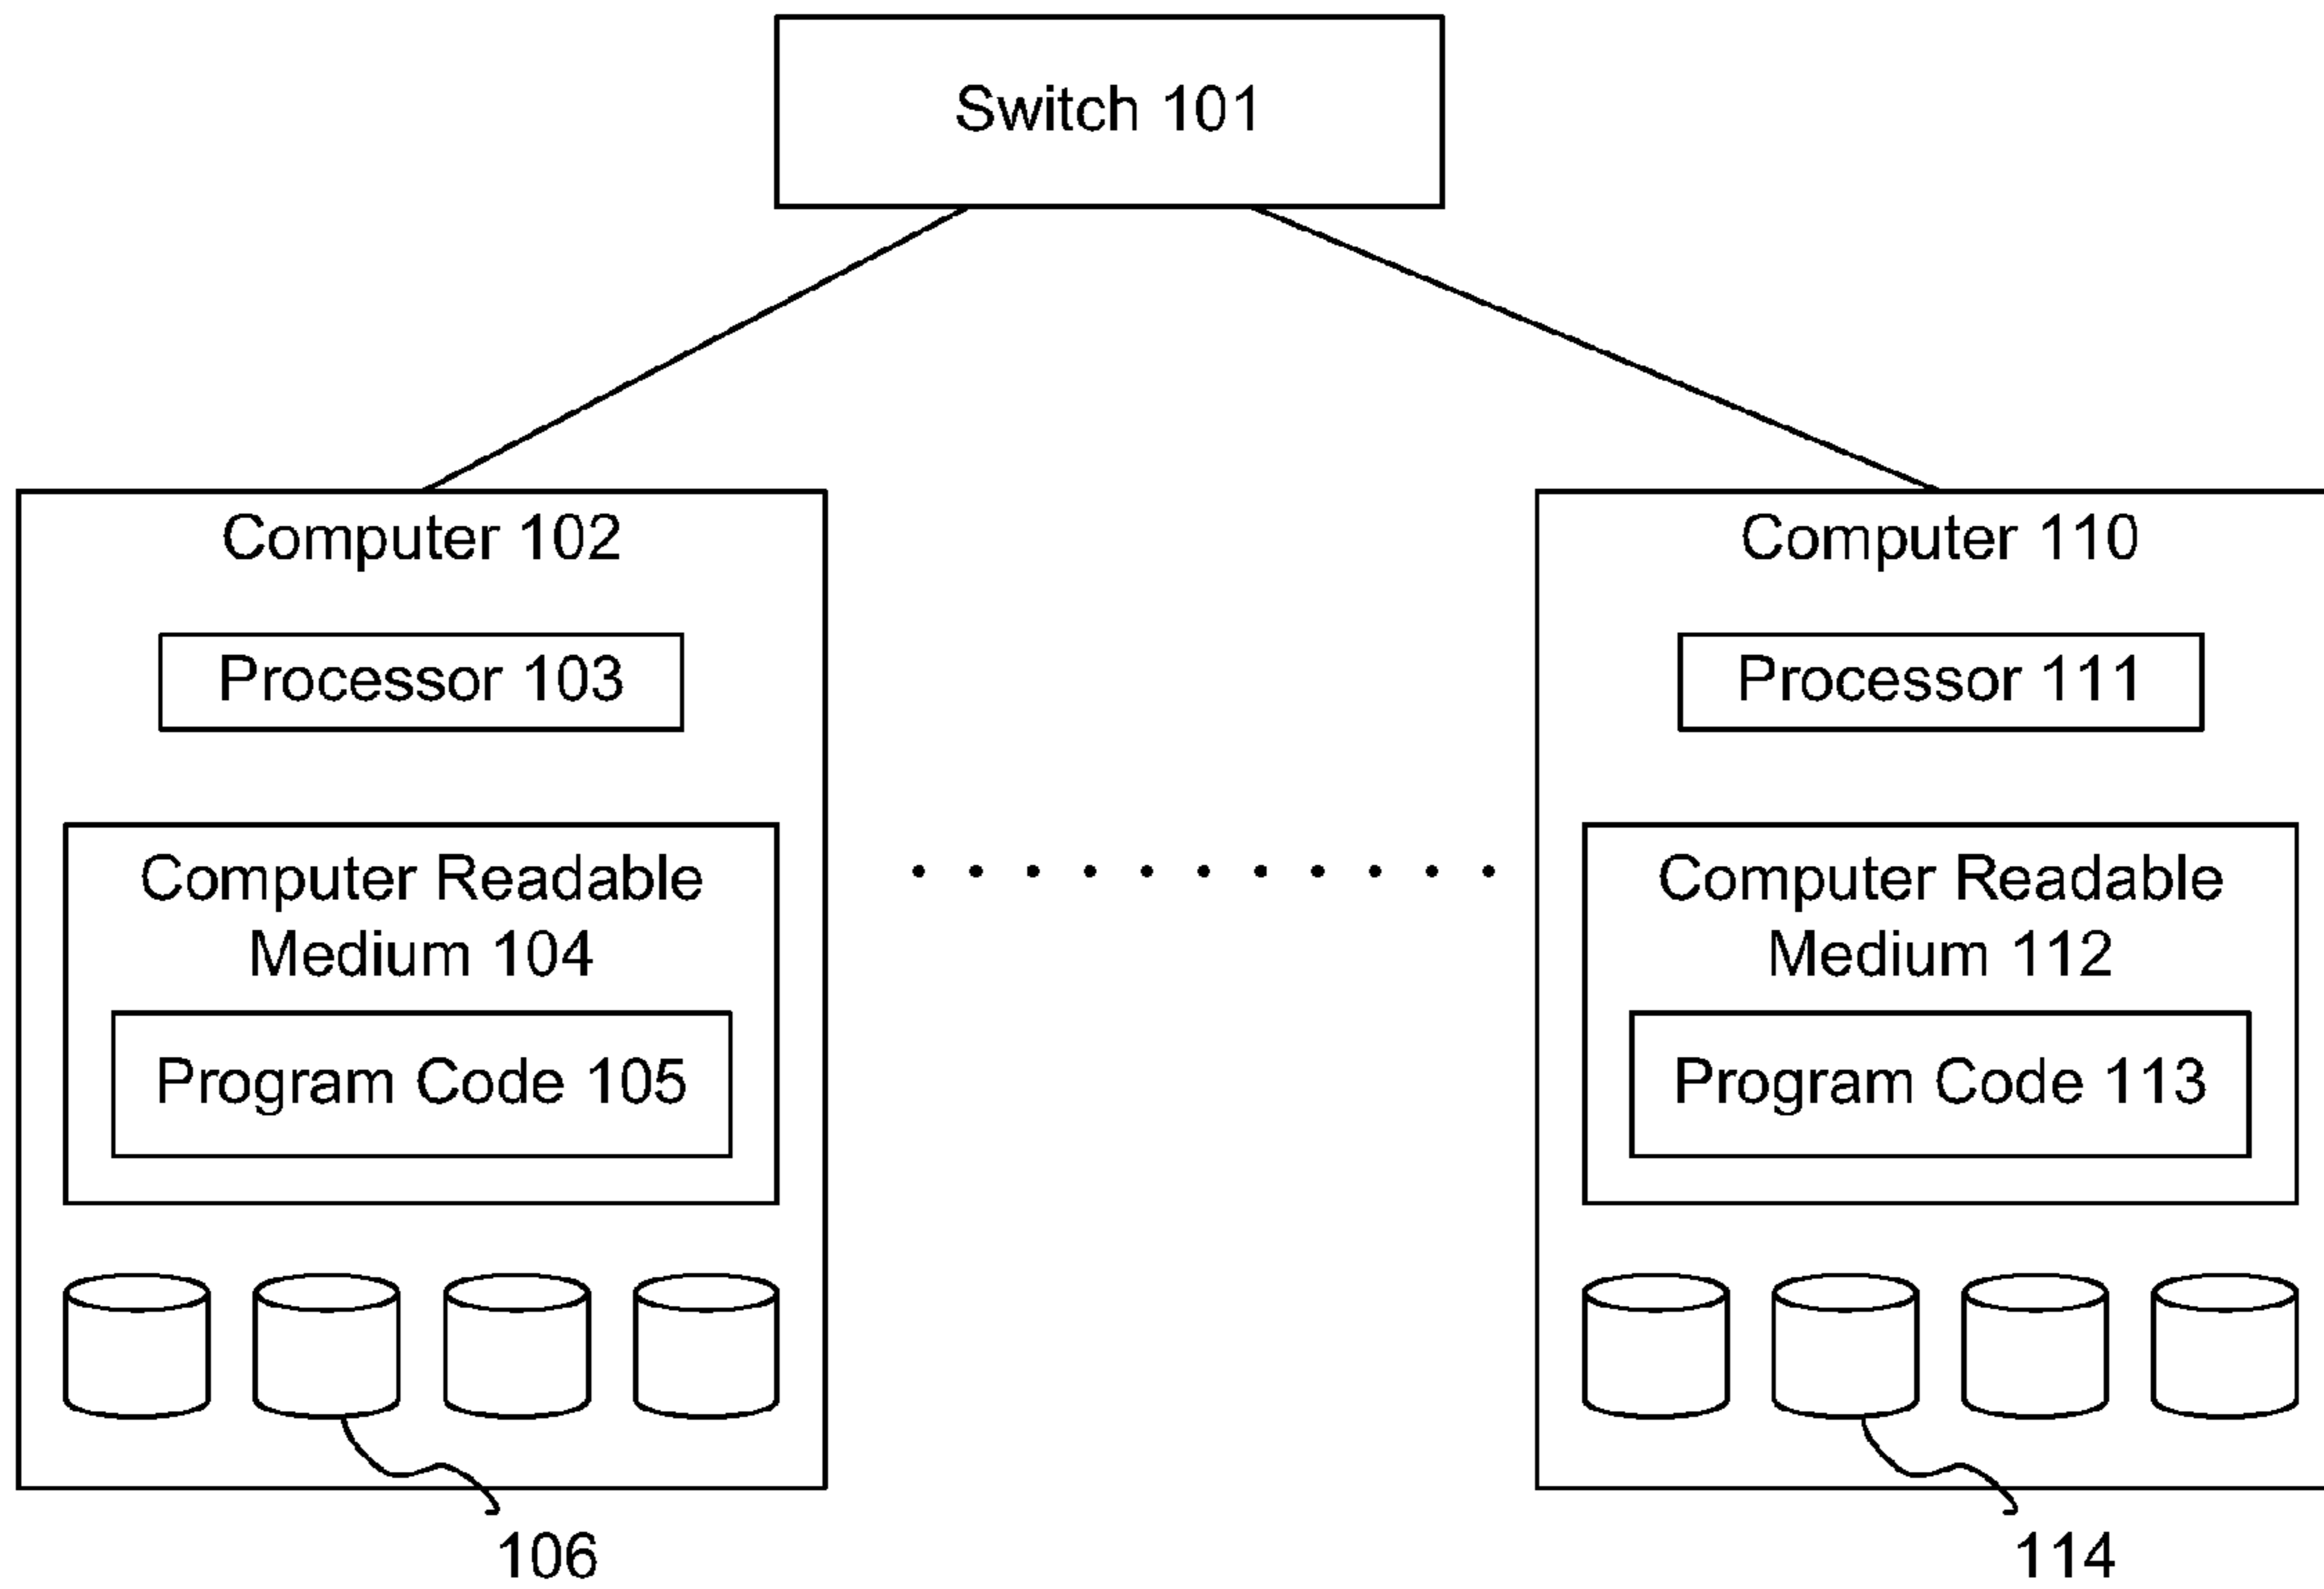 Switch 101
Computer 102
Processor 103
Computer Readable
Medium 104
Program Code 105
106
Computer 110
Processor 111
Computer Readable
Medium 112
Program Code 113
114